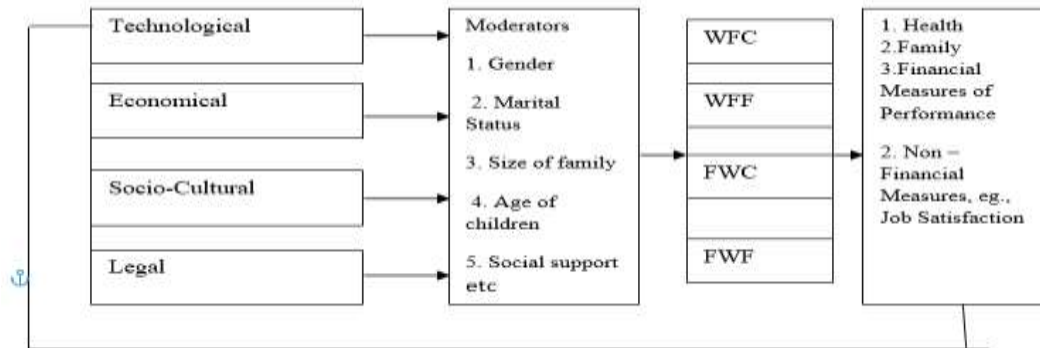 Technological
Economical
Socio-Cultural
Legal
Moderators
1. Gender
2. Marital
Status
3. Size of family
4. Age of
children
5. Social support
etc
WFC
WFF
FWC
FWF
1. Health
2.Family
3.Financial
Measures of
Performance
2. Non –
Financial
Measures, eg.,
Job Satisfaction